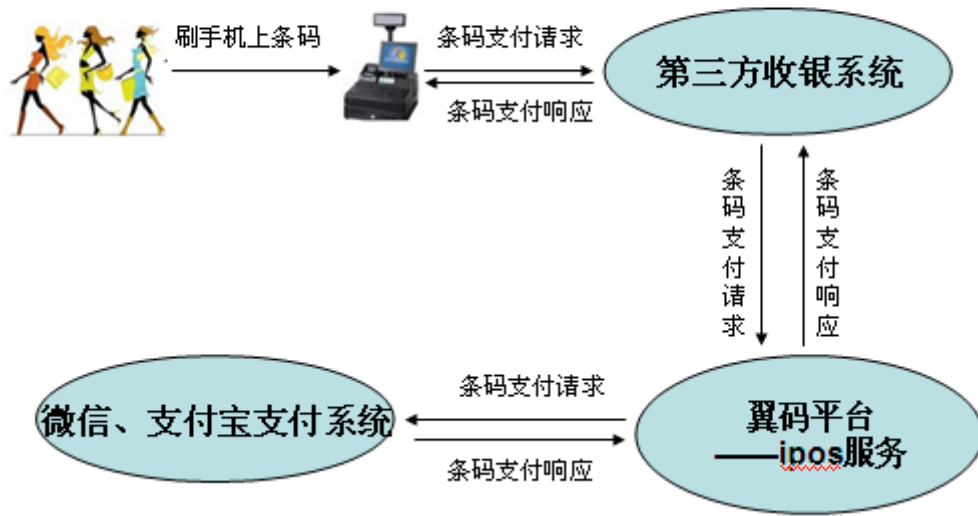 刷手机上条码
条码支付请求
条码支付响应
第三方收银系统
条码支付请求
条码支付响应
条码支付请求
条码支付响应
微信、支付宝支付系统
翼码平台
——ipos服务